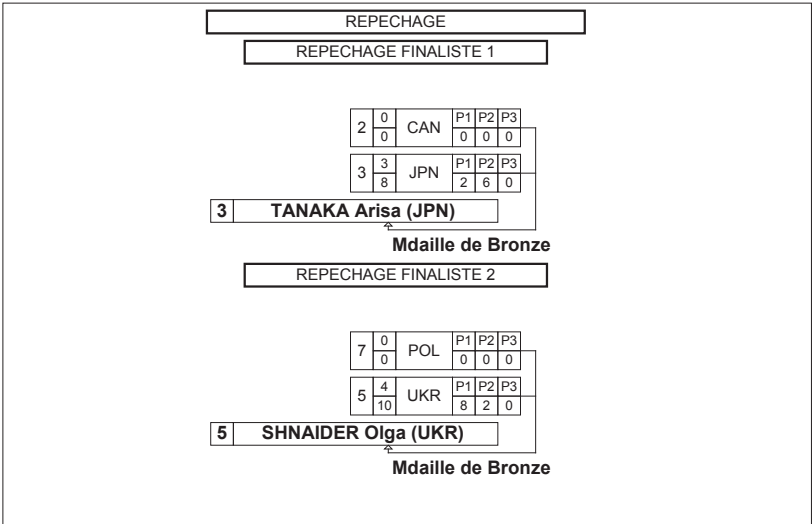 REPECHAGE
REPECHAGE FINALISTE 1
2 0 CAN P1 P2 P3
0 0 0 0
3 3 JPN P1 P2 P3
8 2 6 0
3 TANAKA Arisa (JPN)
Mdaille de Bronze
REPECHAGE FINALISTE 2
7 0 POL P1 P2 P3
0 0 0 0
5 4 UKR P1 P2 P3
10 8 2 0
5 SHNAIDER Olga (UKR)
Mdaille de Bronze